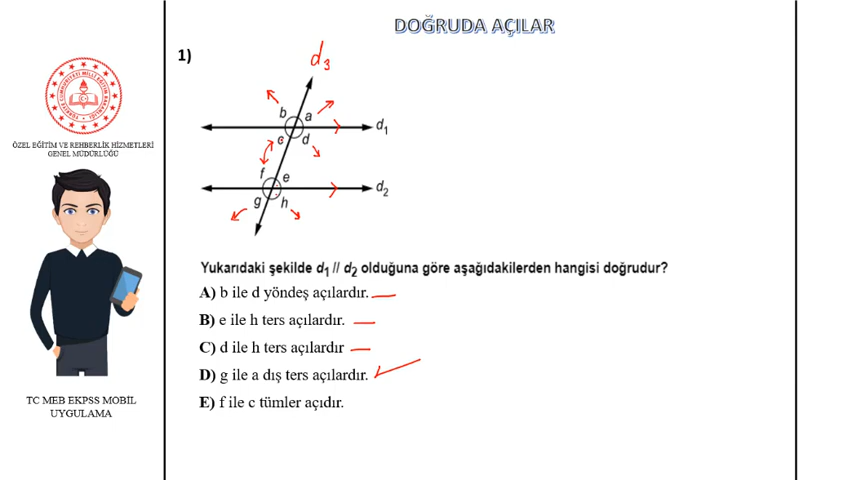 DOĞRUDA AÇILAR
1)
d3
b a
d1
c d
f e
d2
g h
ÖZEL EĞİTİM VE REHBERLİK HİZMETLERİ
GENEL MÜDÜRLÜĞÜ
Yukarıdaki şekilde d1 // d2 olduğuna göre aşağıdakilerden hangisi doğrudur?
A) b ile d yöndeş açılardır.
B) e ile h ters açılardır.
C) d ile h ters açılardır
D) g ile a dış ters açılardır.
E) f ile c tümler açıdır.
TC MEB EKPSS MOBİL
UYGULAMA